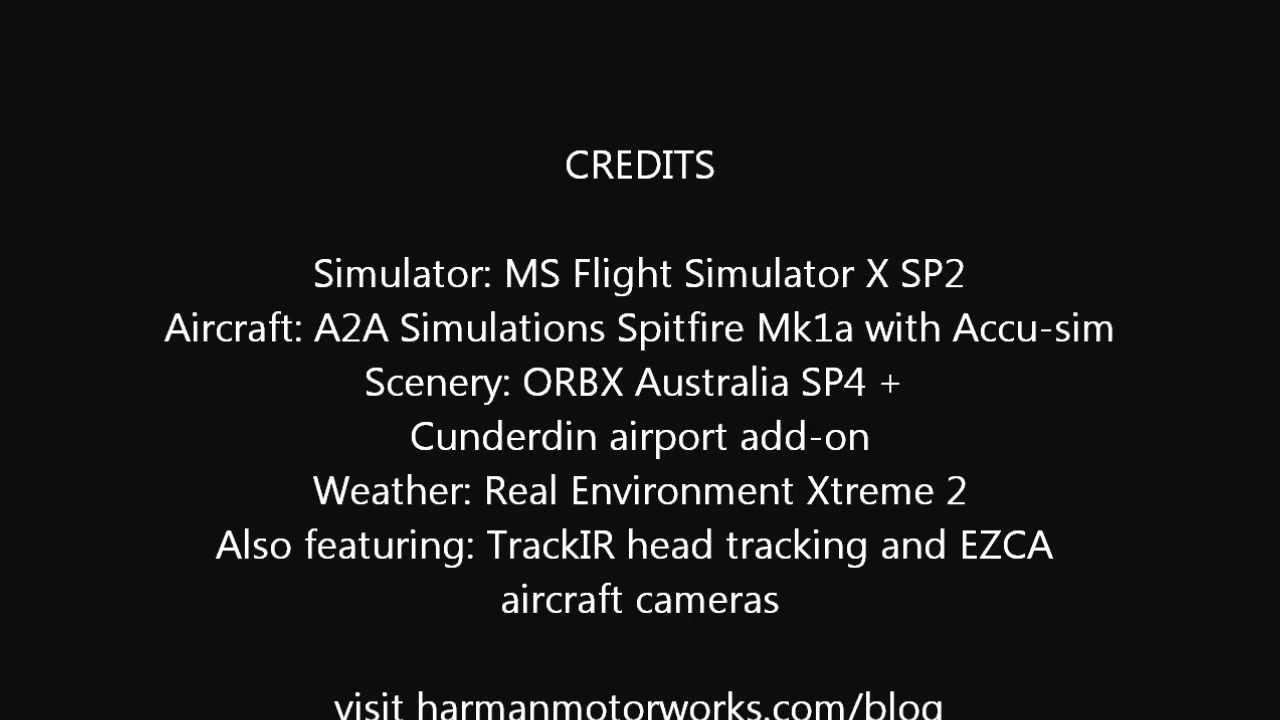 CREDITS
Simulator: MS Flight Simulator X SP2
Aircraft: A2A Simulations Spitfire Mk1a with Accu-sim
Scenery: ORBX Australia SP4 +
Cunderdin airport add-on
Weather: Real Environment Xtreme 2
Also featuring: TrackIR head tracking and EZCA
aircraft cameras
visit harmanmotorworks.com/blog